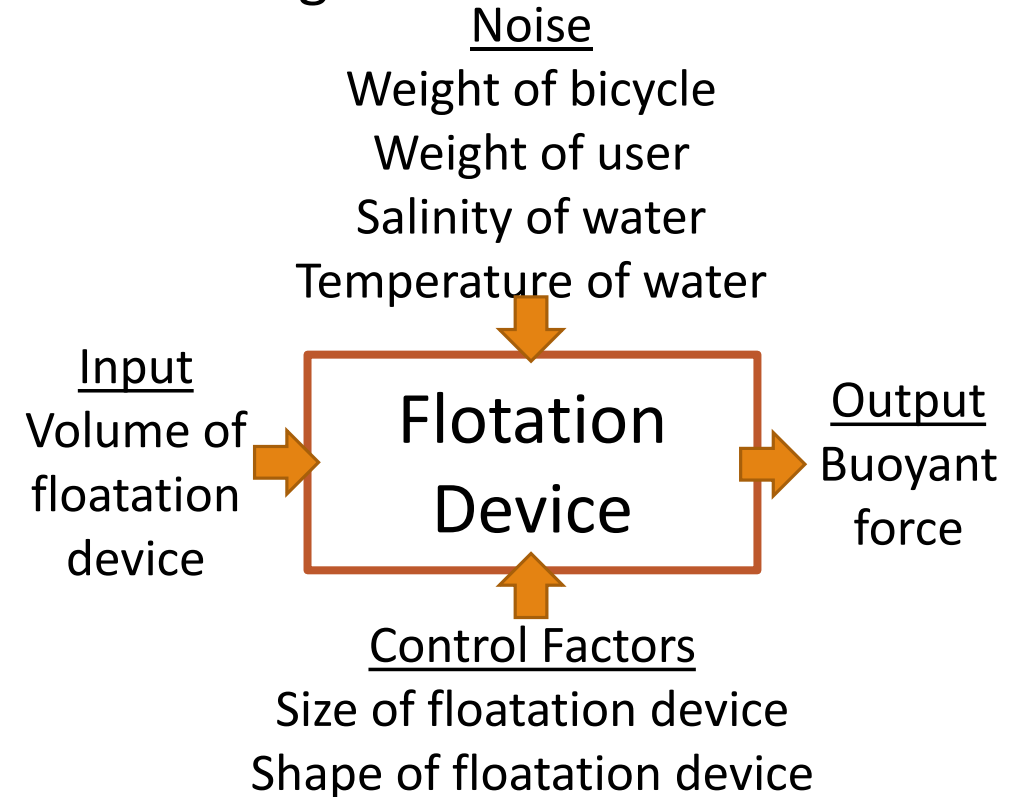 Noise
Weight of bicycle
Weight of user
Salinity of water
Temperature of water
Input
Volume of
floatation
device
Flotation
Device
Output
Buoyant
force
Control Factors
Size of floatation device
Shape of floatation device